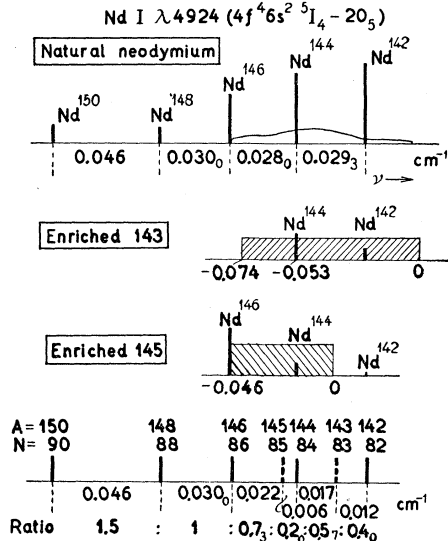 Nd I λ4924 (4f⁴6s² ⁵I₄–20₅)
Natural neodymium
Nd¹⁵⁰ Nd¹⁴⁸ Nd¹⁴⁶ Nd¹⁴⁴ Nd¹⁴²
0.046 0.030₀ 0.028₀ 0.029₃ cm⁻¹
ν →
Enriched 143
Nd¹⁴⁴ Nd¹⁴²
-0.074 -0.053 0
Enriched 145
Nd¹⁴⁶ Nd¹⁴⁴ Nd¹⁴²
-0.046 0
A= 150 148 146 145 144 143 142
N= 90 88 86 85 84 83 82
0.046 0.030₀ 0.022 0.017 cm⁻¹
0.006 0.012
Ratio 1.5 : 1 : 0.7₃ : 0.2₀ : 0.5₇ : 0.4₀